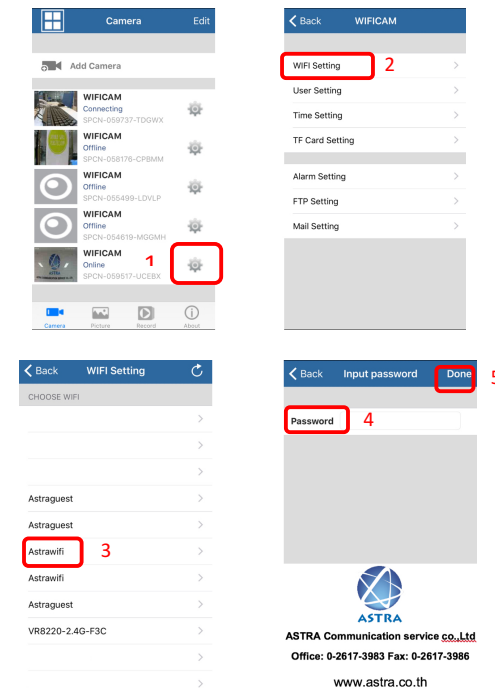 Camera Edit
Add Camera
WIFICAM
Connecting
SPCN-059737-TDGWX
WIFICAM
Offline
SPCN-058176-CPBMM
WIFICAM
Offline
SPCN-055499-LDVLP
WIFICAM
Offline
SPCN-054619-MGGMH
WIFICAM
Online
SPCN-059517-UCEBX
1
Camera Picture Record About
Back WIFICAM
WIFI Setting 2
User Setting
Time Setting
TF Card Setting
Alarm Setting
FTP Setting
Mail Setting
Back WIFI Setting
CHOOSE WIFI
Astraguest
Astraguest
Astrawifi 3
Astrawifi
Astraguest
VR8220-2.4G-F3C
Back Input password Done 5
Password 4
ASTRA
ASTRA Communication service co.,Ltd
Office: 0-2617-3983 Fax: 0-2617-3986
www.astra.co.th